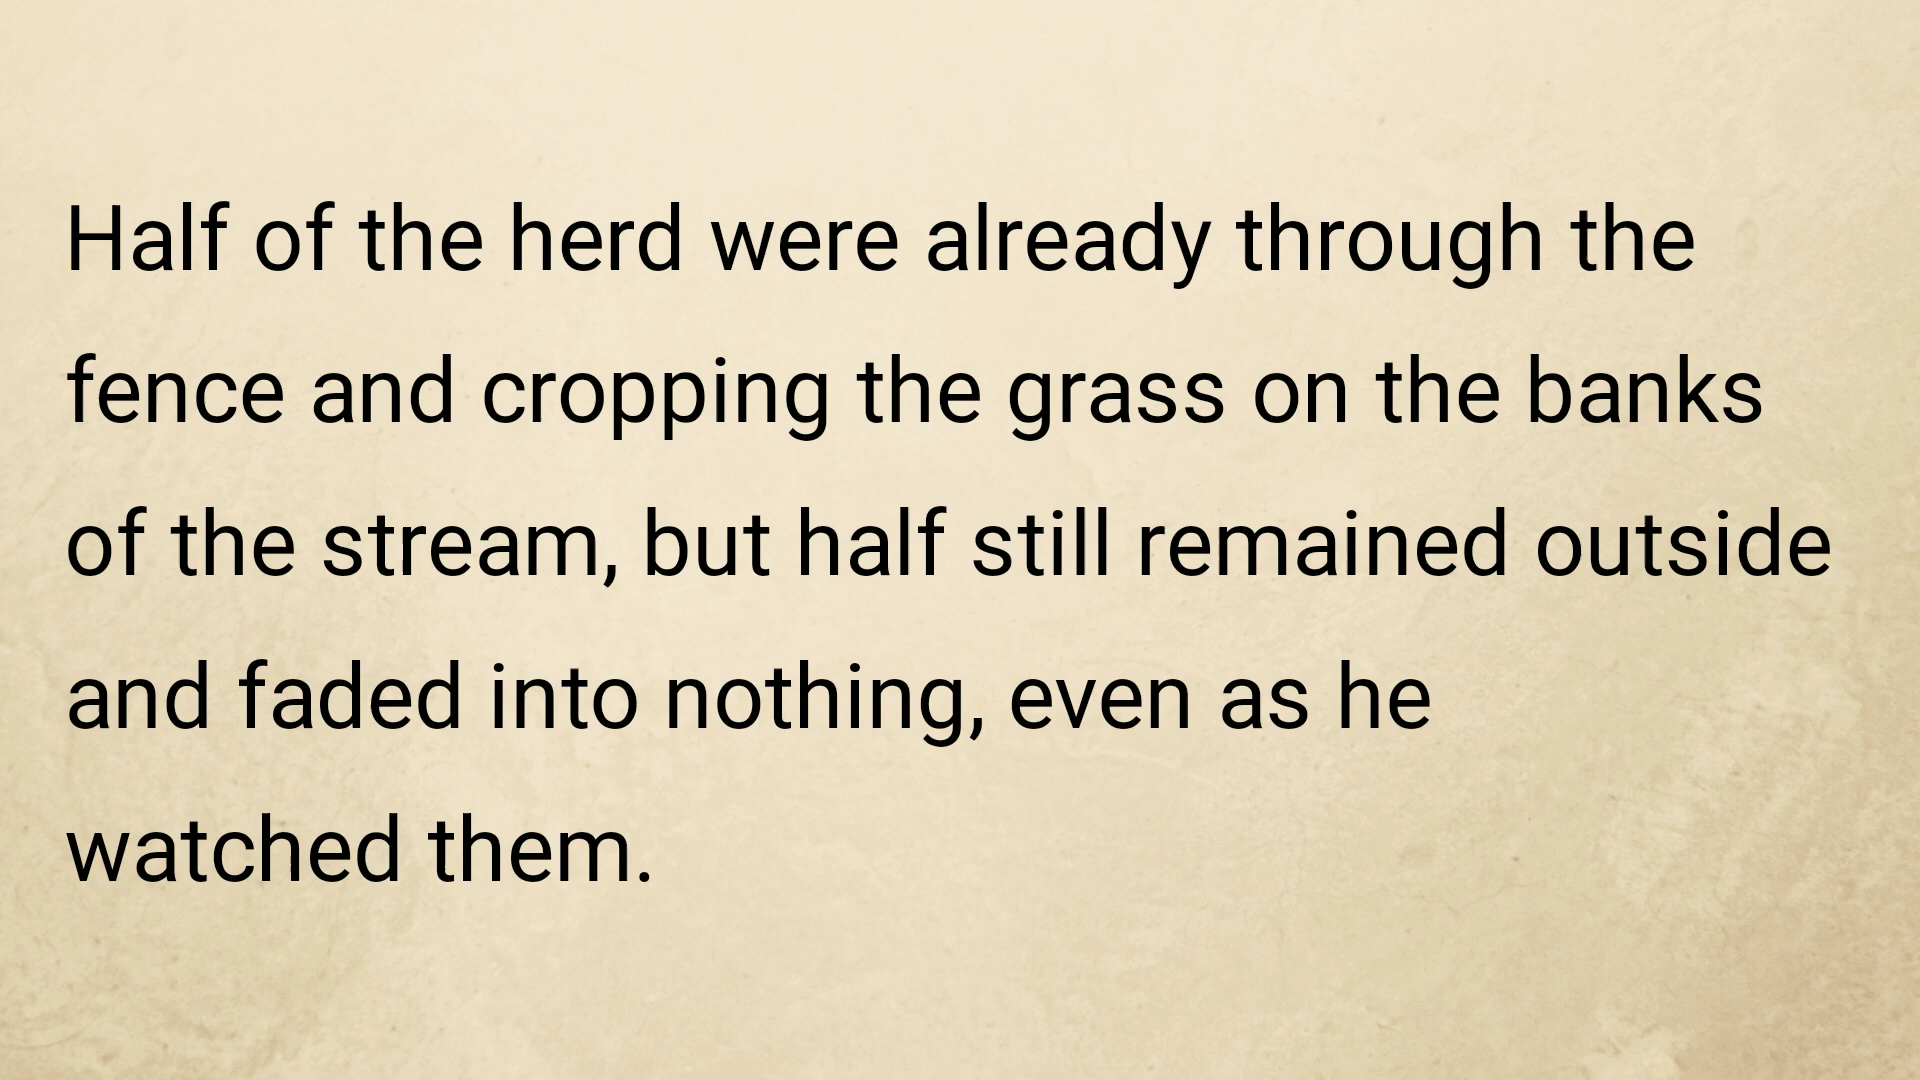 Half of the herd were already through the
fence and cropping the grass on the banks
of the stream, but half still remained outside
and faded into nothing, even as he
watched them.